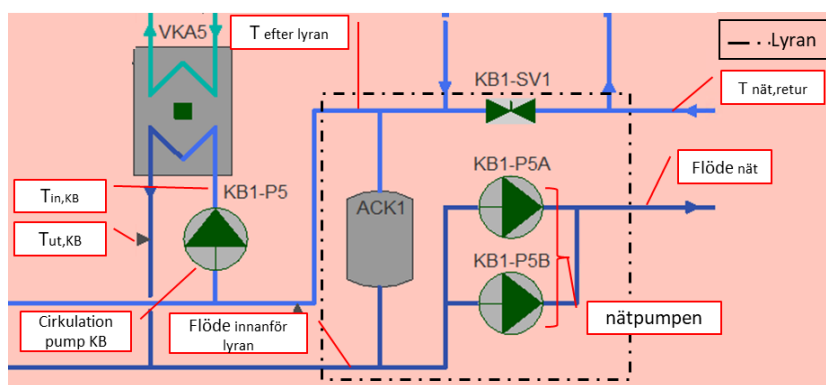 VKA5
T efter lyran
Lyran
KB1-SV1
T nät,retur
KB1-P5A
Flöde nät
Tin,KB
KB1-P5
ACK1
Tut,KB
KB1-P5B
Cirkulation
pump KB
Flöde innanför
lyran
nätpumpen